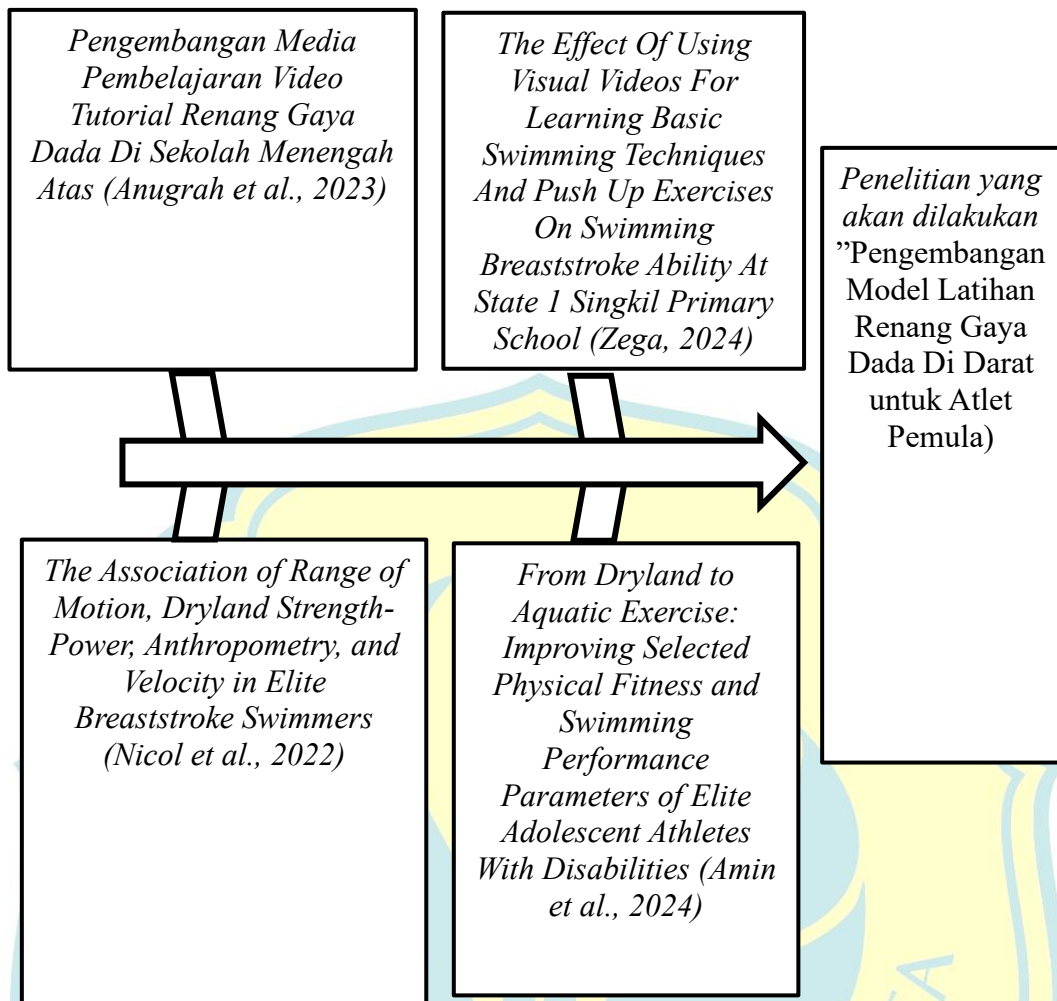 Pengembangan Media
Pembelajaran Video
Tutorial Renang Gaya
Dada Di Sekolah Menengah
Atas (Anugrah et al., 2023)
The Effect Of Using
Visual Videos For
Learning Basic
Swimming Techniques
And Push Up Exercises
On Swimming
Breaststroke Ability At
State 1 Singkil Primary
School (Zega, 2024)
Penelitian yang
akan dilakukan
”Pengembangan
Model Latihan
Renang Gaya
Dada Di Darat
untuk Atlet
Pemula)
The Association of Range of
Motion, Dryland Strength-
Power, Anthropometry, and
Velocity in Elite
Breaststroke Swimmers
(Nicol et al., 2022)
From Dryland to
Aquatic Exercise:
Improving Selected
Physical Fitness and
Swimming
Performance
Parameters of Elite
Adolescent Athletes
With Disabilities (Amin
et al., 2024)